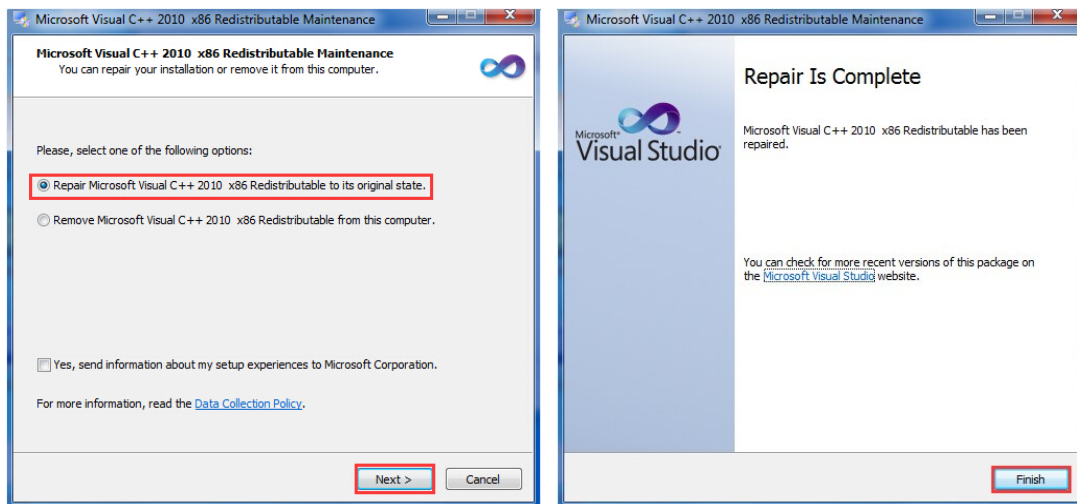 Microsoft Visual C++ 2010  x86 Redistributable Maintenance
Microsoft Visual C++ 2010  x86 Redistributable Maintenance
You can repair your installation or remove it from this computer.
Please, select one of the following options:
Repair Microsoft Visual C++ 2010  x86 Redistributable to its original state.
Remove Microsoft Visual C++ 2010  x86 Redistributable from this computer.
Yes, send information about my setup experiences to Microsoft Corporation.
For more information, read the Data Collection Policy.
Next >
Cancel
Microsoft Visual C++ 2010  x86 Redistributable Maintenance
Microsoft®
Visual Studio®
Repair Is Complete
Microsoft Visual C++ 2010  x86 Redistributable has been
repaired.
You can check for more recent versions of this package on
the Microsoft Visual Studio website.
Finish